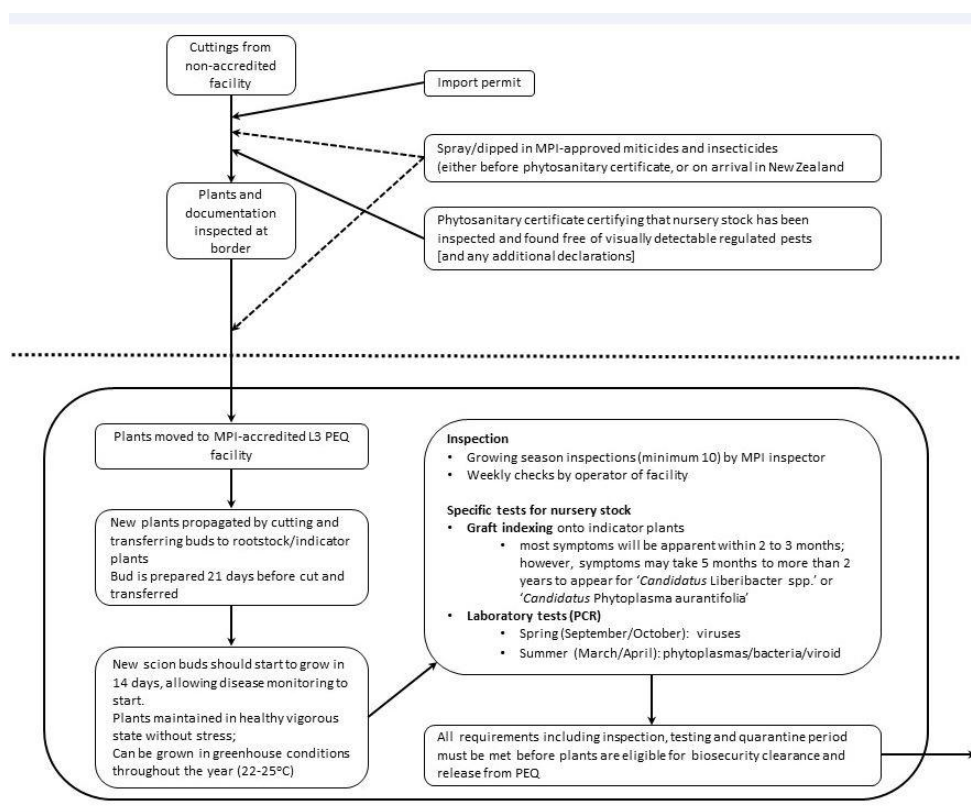 Cuttings from
non-accredited
facility
Import permit
Spray/dipped in MPI-approved miticides and insecticides
(either before phytosanitary certificate, or on arrival in New Zealand
Plants and
documentation
inspected at
border
Phytosanitary certificate certifying that nursery stock has been
inspected and found free of visually detectable regulated pests
[and any additional declarations]
Plants moved to MPI-accredited L3 PEQ
facility
New plants propagated by cutting and
transferring buds to rootstock/indicator
plants
Bud is prepared 21 days before cut and
transferred
New scion buds should start to grow in
14 days, allowing disease monitoring to
start.
Plants maintained in healthy vigorous
state without stress;
Can be grown in greenhouse conditions
throughout the year (22-25°C)
Inspection
• Growing season inspections (minimum 10) by MPI inspector
• Weekly checks by operator of facility
Specific tests for nursery stock
• Graft indexing onto indicator plants
• most symptoms will be apparent within 2 to 3 months;
however, symptoms may take 5 months to more than 2
years to appear for ‘Candidatus Liberibacter spp.’ or
‘Candidatus Phytoplasma aurantifolia’
• Laboratory tests (PCR)
• Spring (September/October): viruses
• Summer (March/April): phytoplasmas/bacteria/viroid
All requirements including inspection, testing and quarantine period
must be met before plants are eligible for biosecurity clearance and
release from PEQ